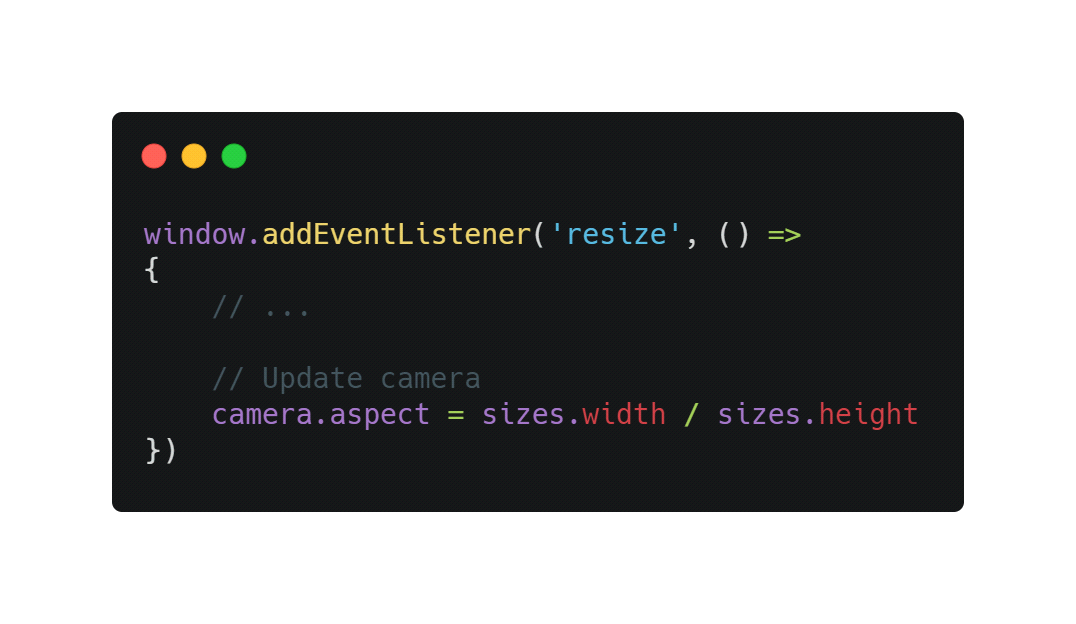 window.addEventListener('resize', () =>
{
    // ...

    // Update camera
    camera.aspect = sizes.width / sizes.height
})